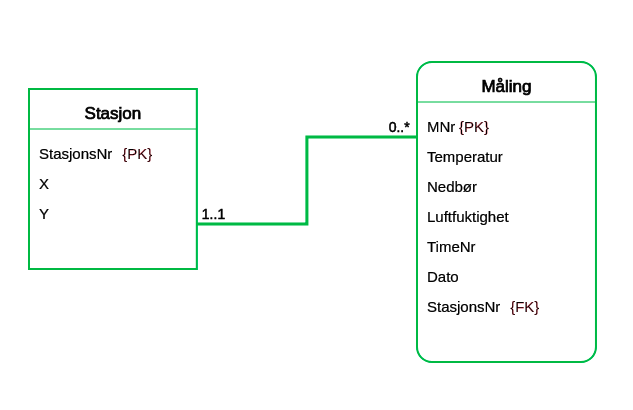 Stasjon
StasjonsNr {PK}
X
Y
1..1
0..*
Måling
MNr {PK}
Temperatur
Nedbør
Luftfuktighet
TimeNr
Dato
StasjonsNr {FK}